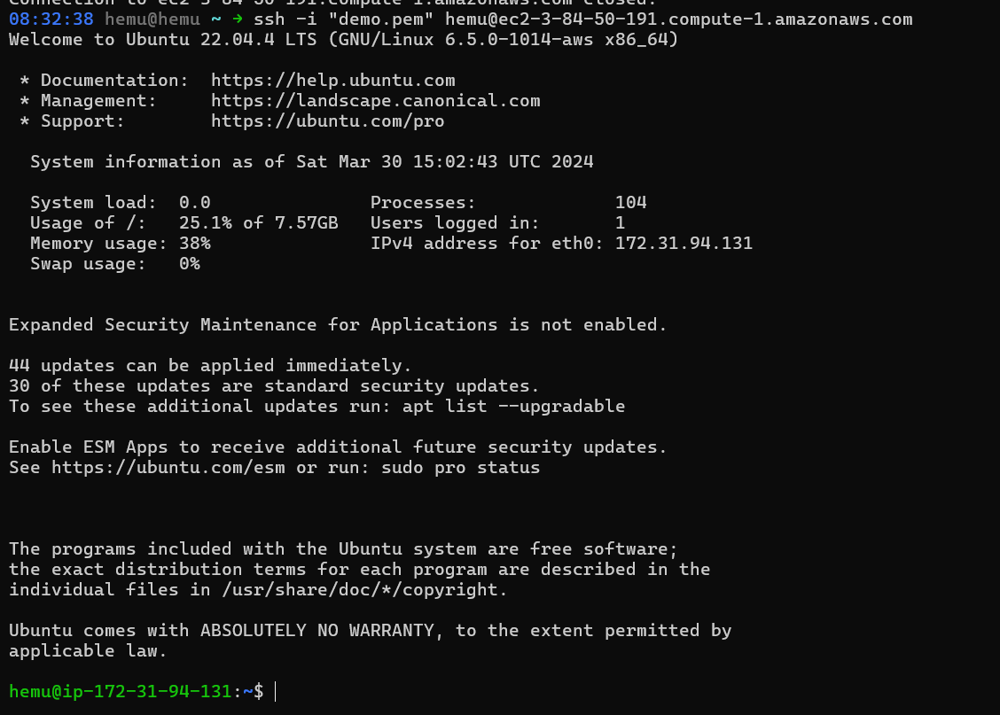 connection to ec2-3-84-50-191.compute-1.amazonaws.com closed.
08:32:38 hemu@hemu ~ → ssh -i "demo.pem" hemu@ec2-3-84-50-191.compute-1.amazonaws.com
Welcome to Ubuntu 22.04.4 LTS (GNU/Linux 6.5.0-1014-aws x86_64)
* Documentation:  https://help.ubuntu.com
* Management:     https://landscape.canonical.com
* Support:        https://ubuntu.com/pro
System information as of Sat Mar 30 15:02:43 UTC 2024
System load:  0.0               Processes:             104
Usage of /:   25.1% of 7.57GB   Users logged in:       1
Memory usage: 38%               IPv4 address for eth0: 172.31.94.131
Swap usage:   0%
Expanded Security Maintenance for Applications is not enabled.
44 updates can be applied immediately.
30 of these updates are standard security updates.
To see these additional updates run: apt list --upgradable
Enable ESM Apps to receive additional future security updates.
See https://ubuntu.com/esm or run: sudo pro status
The programs included with the Ubuntu system are free software;
the exact distribution terms for each program are described in the
individual files in /usr/share/doc/*/copyright.
Ubuntu comes with ABSOLUTELY NO WARRANTY, to the extent permitted by
applicable law.
hemu@ip-172-31-94-131:~$